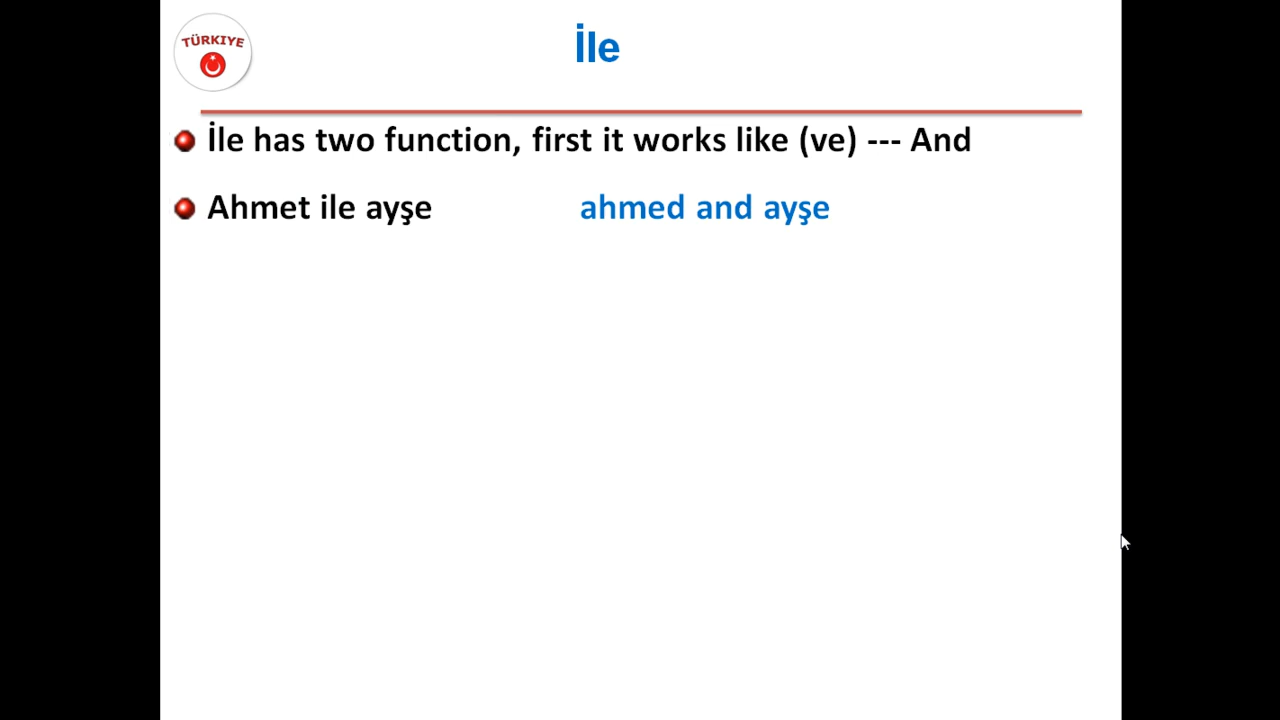 TÜRKIYE
İle
İle has two function, first it works like (ve) --- And
Ahmet ile ayşe ahmed and ayşe